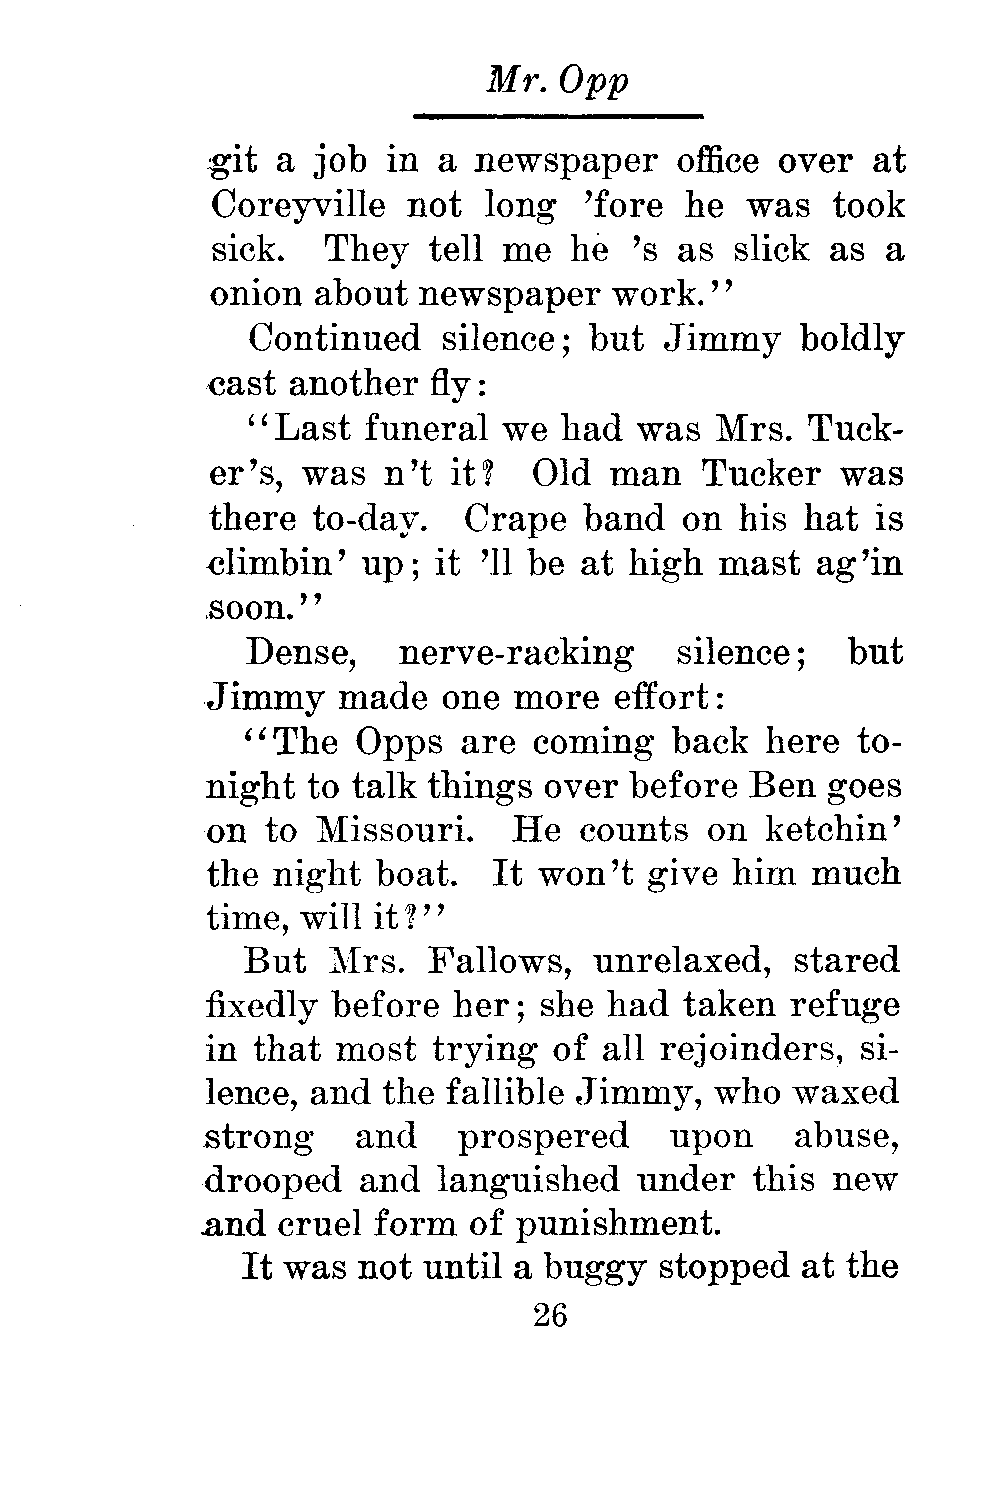 Mr. Opp
git a job in a newspaper office over at
Coreyville not long 'fore he was took
sick. They tell me he 's as slick as a
onion about newspaper work.''
Continued silence; but Jimmy boldly
cast another fly:
''Last funeral we had was Mrs. Tuck-
er's, was n't it? Old man Tucker was
there to-day. Crape band on his hat is
climbin' up; it 'll be at high mast ag'in
soon.''
Dense, nerve-racking silence; but
Jimmy made one more effort:
''The Opps are coming back here to-
night to talk things over before Ben goes
on to Missouri. He counts on ketchin'
the night boat. It won't give him much
time, will it?''
But Mrs. Fallows, unrelaxed, stared
fixedly before her; she had taken refuge
in that most trying of all rejoinders, si-
lence, and the fallible Jimmy, who waxed
strong and prospered upon abuse,
drooped and languished under this new
and cruel form of punishment.
It was not until a buggy stopped at the
26